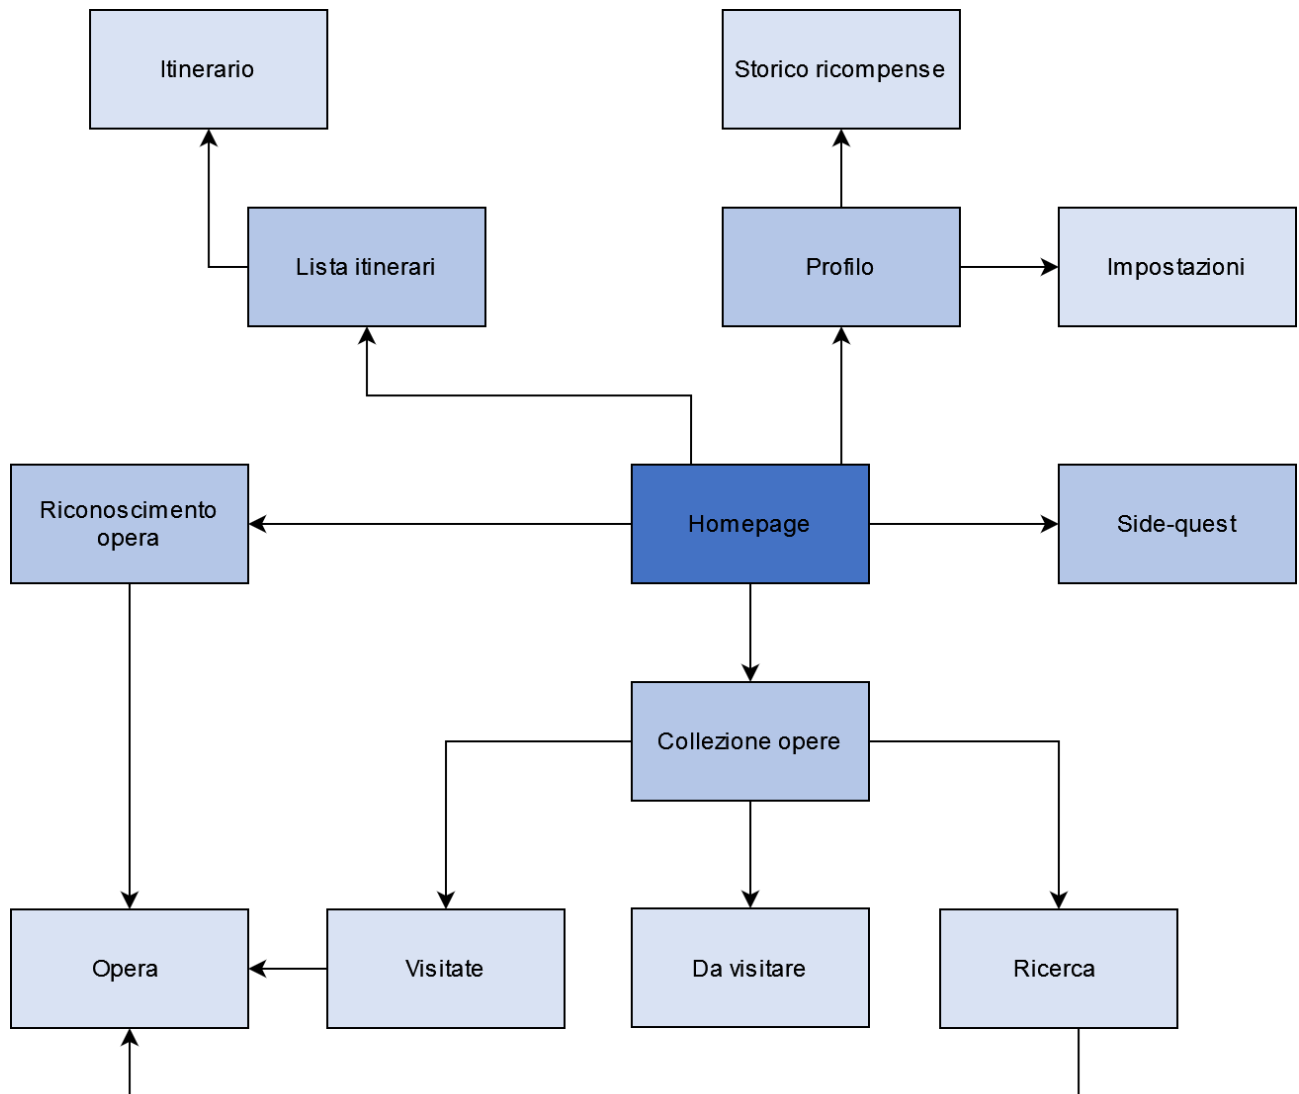 Itinerario
Storico ricompense
Lista itinerari
Profilo
Impostazioni
Riconoscimento
opera
Homepage
Side-quest
Collezione opere
Opera
Visitate
Da visitare
Ricerca